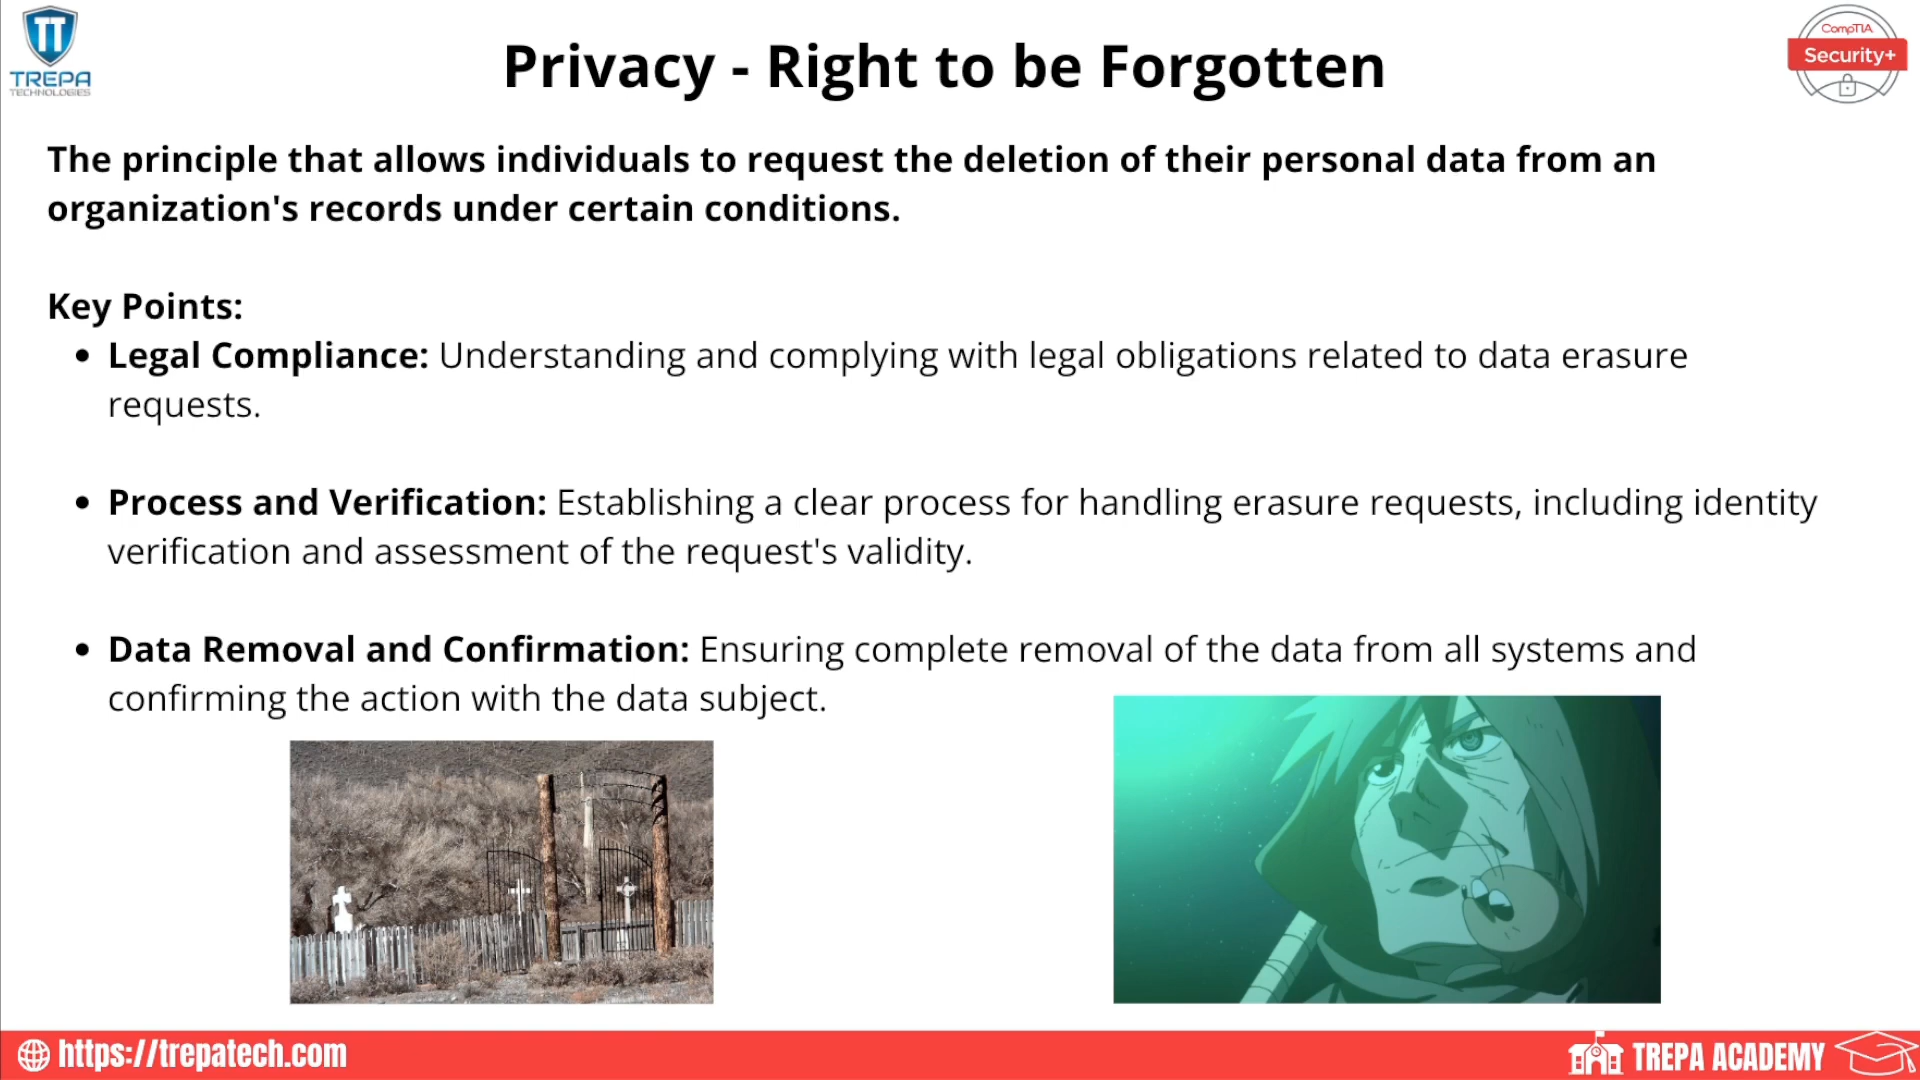 TT
TREPA
TECHNOLOGIES
Privacy - Right to be Forgotten
CompTIA
Security+
The principle that allows individuals to request the deletion of their personal data from an
organization's records under certain conditions.
Key Points:
• Legal Compliance: Understanding and complying with legal obligations related to data erasure
requests.
• Process and Verification: Establishing a clear process for handling erasure requests, including identity
verification and assessment of the request's validity.
• Data Removal and Confirmation: Ensuring complete removal of the data from all systems and
confirming the action with the data subject.
https://trepatech.com
TREPA ACADEMY